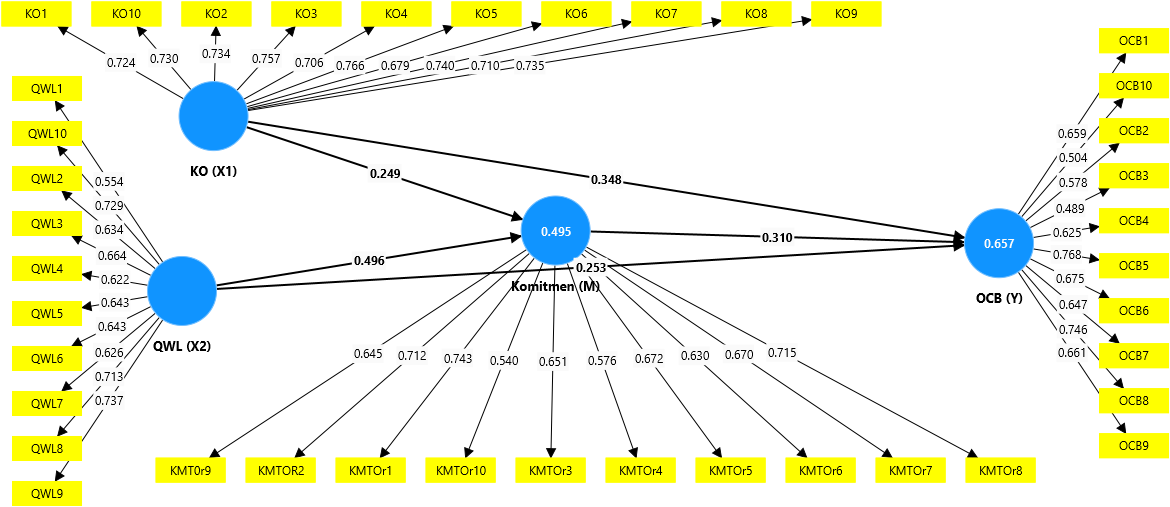 KO1 KO10 KO2 KO3 KO4 KO5 KO6 KO7 KO8 KO9
0.724 0.730 0.734 0.757 0.706 0.766 0.679 0.740 0.710 0.735
KO (X1)
QWL1
QWL10
QWL2
QWL3
QWL4
QWL5
QWL6
QWL7
QWL8
QWL9
0.554
0.729
0.634
0.664
0.622
0.643
0.643
0.626
0.713
0.737
QWL (X2)
0.249
0.348
0.496
0.495
0.310
0.253
Komitmen (M)
0.645 0.712 0.743 0.540 0.651 0.576 0.672 0.630 0.670 0.715
KMT0r9 KMTOR2 KMTOr1 KMTOr10 KMTOr3 KMTOr4 KMTOr5 KMTOr6 KMTOr7 KMTOr8
0.657
OCB (Y)
0.659
0.504
0.578
0.489
0.625
0.768
0.675
0.647
0.746
0.661
OCB1
OCB10
OCB2
OCB3
OCB4
OCB5
OCB6
OCB7
OCB8
OCB9